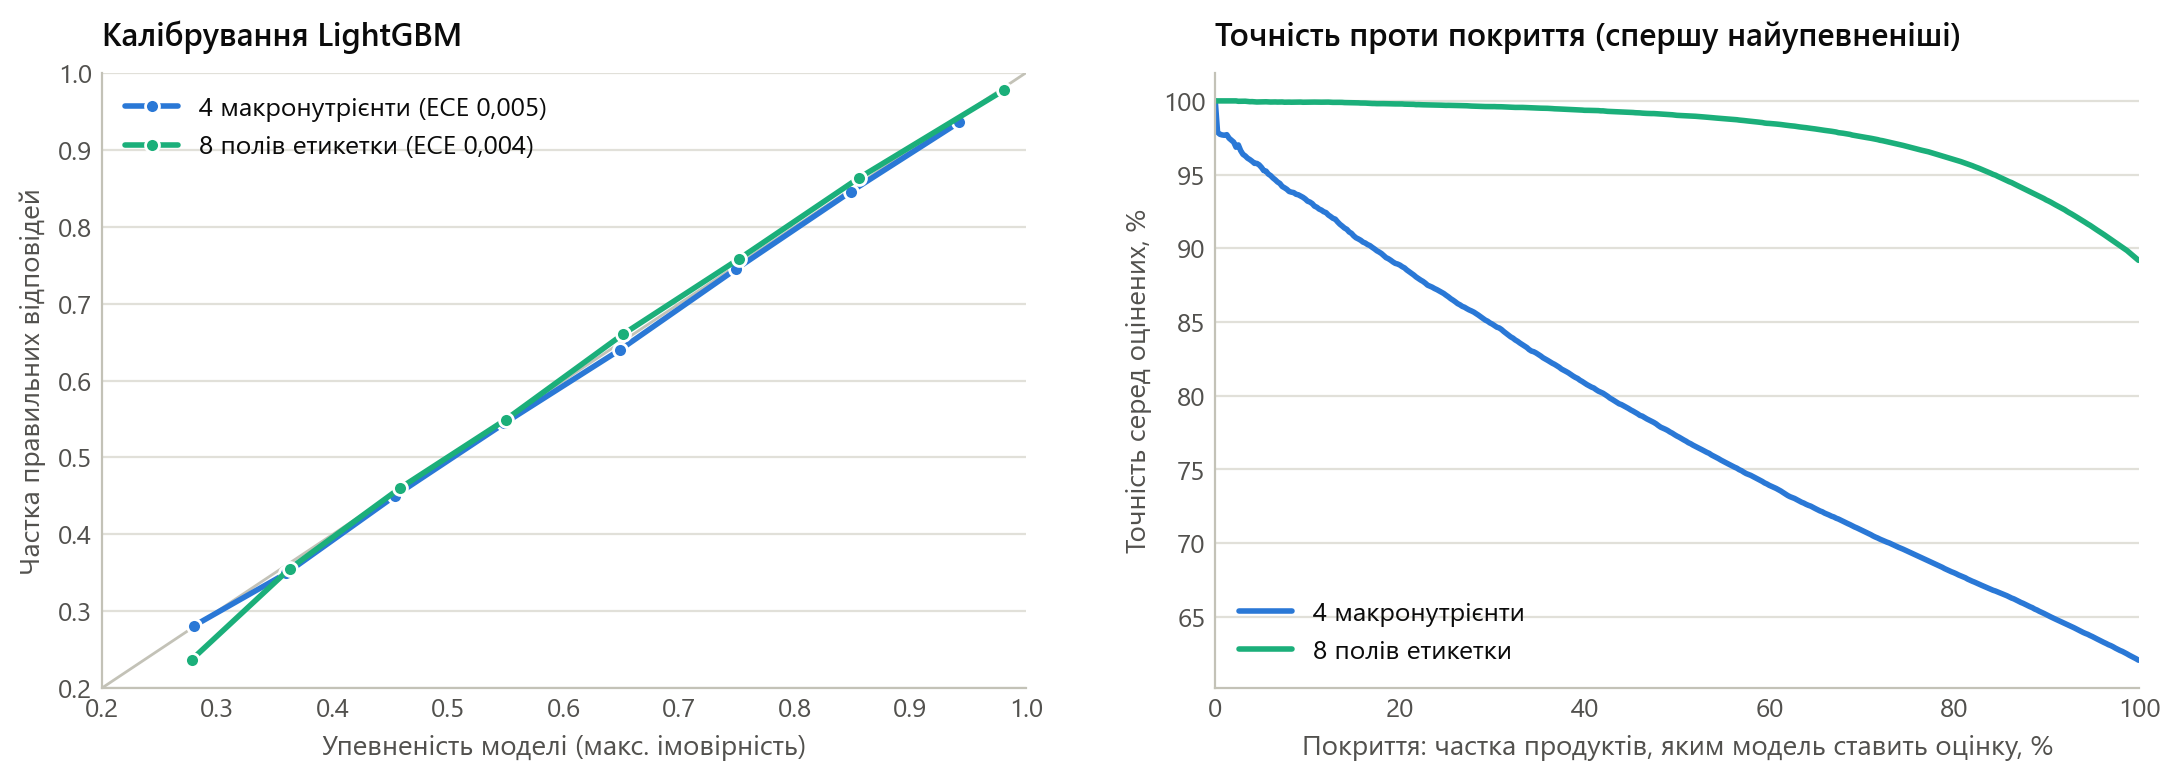 Калібрування LightGBM
1.0
0.9
0.8
0.7
0.6
0.5
0.4
0.3
0.2
Частка правильних відповідей
4 макронутрієнти (ECE 0,005)
8 полів етикетки (ECE 0,004)
0.2 0.3 0.4 0.5 0.6 0.7 0.8 0.9 1.0
Упевненість моделі (макс. імовірність)
Точність проти покриття (спершу найупевненіші)
100
95
90
85
80
75
70
65
Точність серед оцінених, %
4 макронутрієнти
8 полів етикетки
0 20 40 60 80 100
Покриття: частка продуктів, яким модель ставить оцінку, %